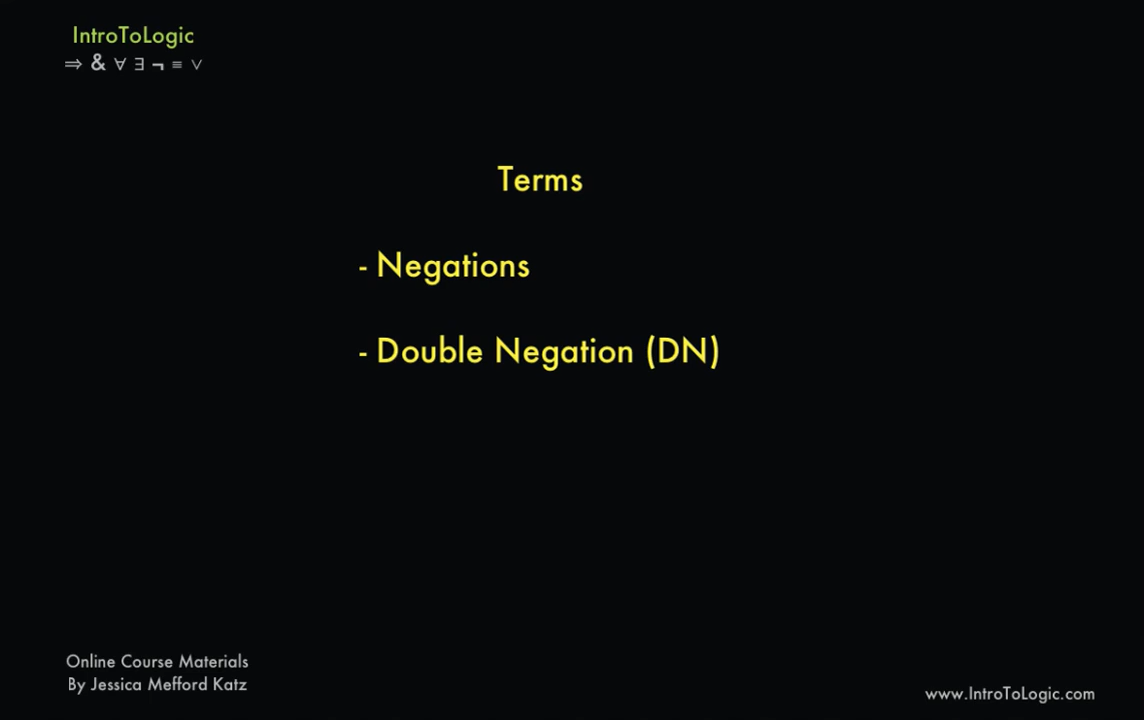 IntroToLogic
⇒ & ∀ ∃ ¬ ≡ ∨
Terms
- Negations
- Double Negation (DN)
Online Course Materials
By Jessica Mefford Katz
www.IntroToLogic.com